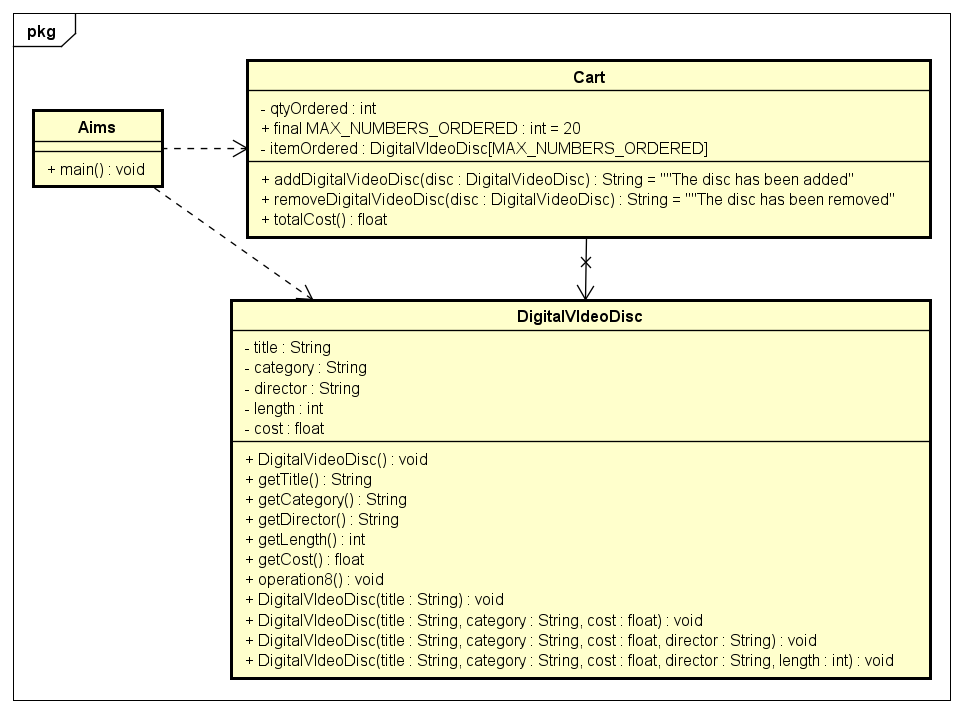 pkg
Aims
+ main() : void
Cart
- qtyOrdered : int
+ final MAX_NUMBERS_ORDERED : int = 20
- itemOrdered : DigitalVIdeoDisc[MAX_NUMBERS_ORDERED]
+ addDigitalVideoDisc(disc : DigitalVIdeoDisc) : String = ""The disc has been added"
+ removeDigitalVideoDisc(disc : DigitalVIdeoDisc) : String = ""The disc has been removed"
+ totalCost() : float
DigitalVIdeoDisc
- title : String
- category : String
- director : String
- length : int
- cost : float
+ DigitalVideoDisc() : void
+ getTitle() : String
+ getCategory() : String
+ getDirector() : String
+ getLength() : int
+ getCost() : float
+ operation8() : void
+ DigitalVIdeoDisc(title : String) : void
+ DigitalVIdeoDisc(title : String, category : String, cost : float) : void
+ DigitalVIdeoDisc(title : String, category : String, cost : float, director : String) : void
+ DigitalVIdeoDisc(title : String, category : String, cost : float, director : String, length : int) : void